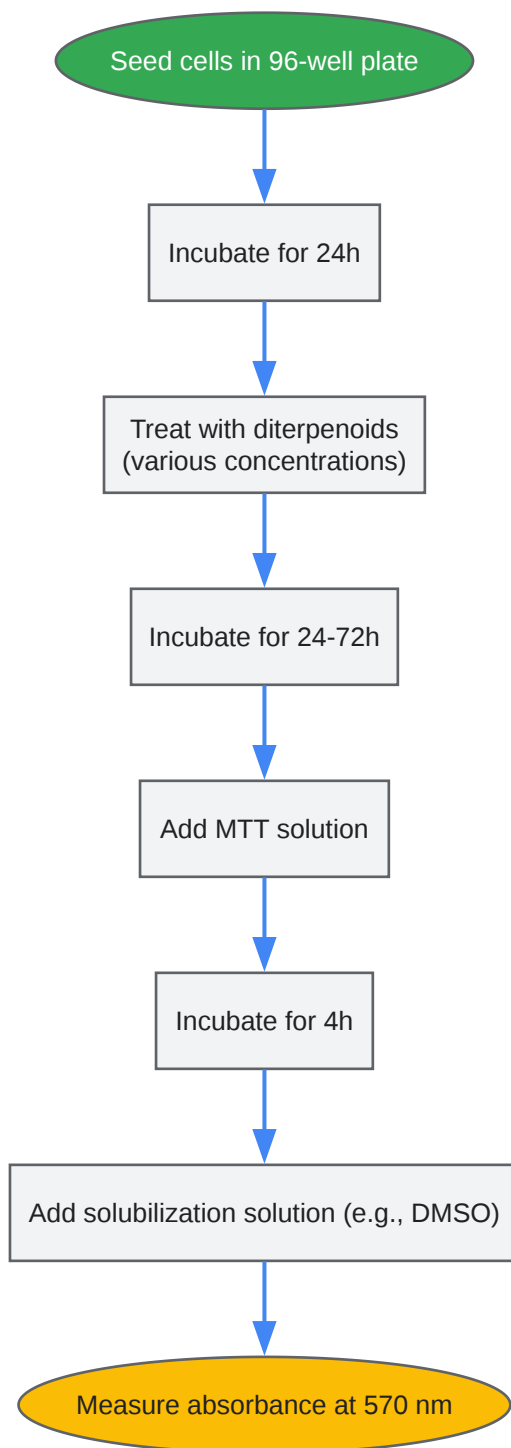 Seed cells in 96-well plate
Incubate for 24h
Treat with diterpenoids
(various concentrations)
Incubate for 24-72h
Add MTT solution
Incubate for 4h
Add solubilization solution (e.g., DMSO)
Measure absorbance at 570 nm